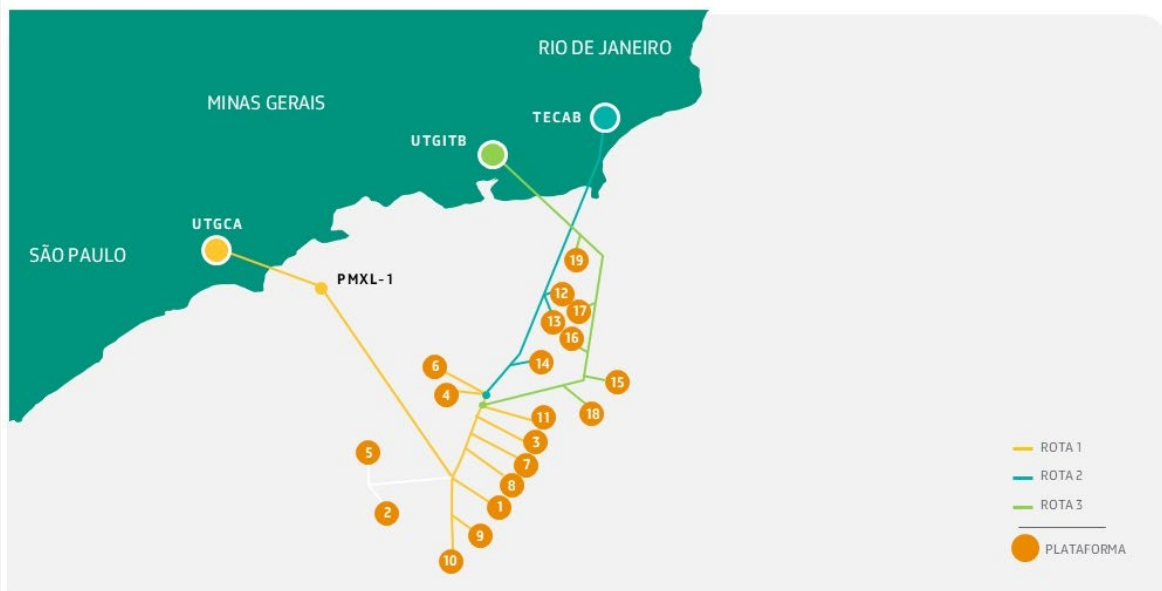 RIO DE JANEIRO
MINAS GERAIS
TECAB
UTGITB
UTGCA
SÃO PAULO
PMXL-1
19
12
17
13
16
14
6
15
4
18
11
3
5
7
8
2
1
9
10
ROTA 1
ROTA 2
ROTA 3
PLATAFORMA